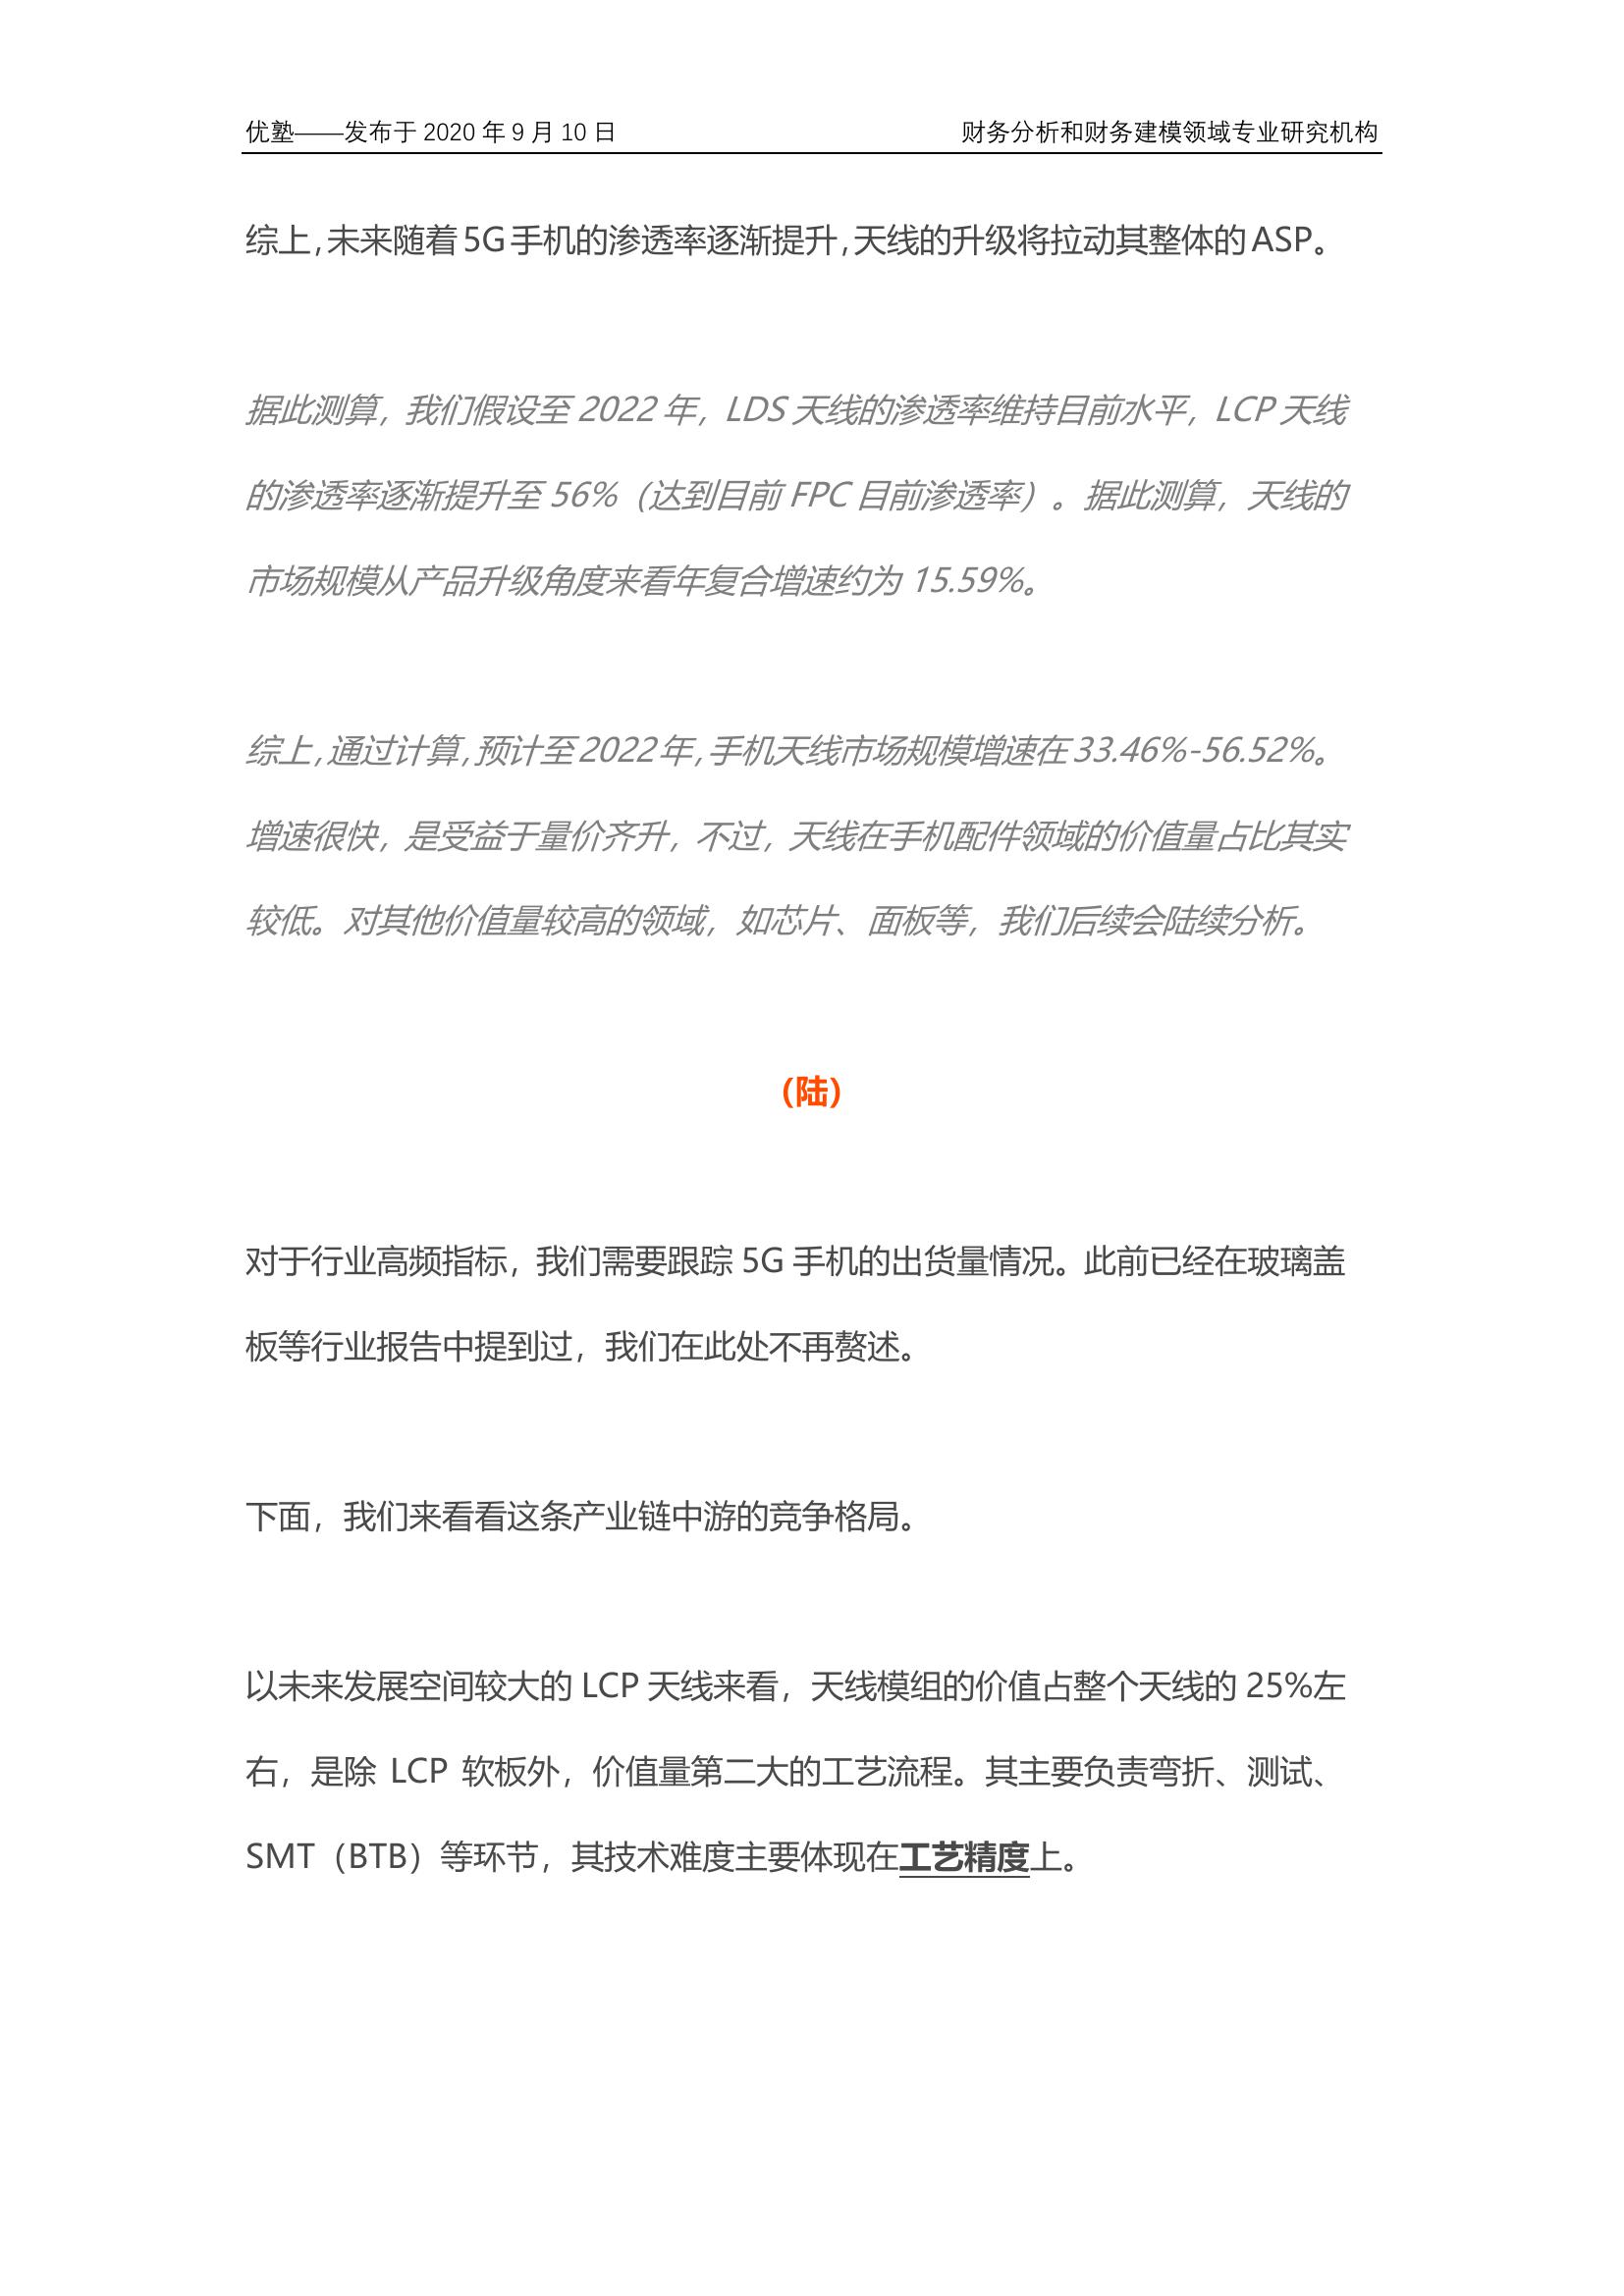 优塾——发布于 2020 年 9 月 10 日 财务分析和财务建模领域专业研究机构
综上，未来随着 5G 手机的渗透率逐渐提升，天线的升级将拉动其整体的 ASP。
据此测算，我们假设至 2022 年，LDS 天线的渗透率维持目前水平，LCP 天线
的渗透率逐渐提升至 56%（达到目前 FPC 目前渗透率）。据此测算，天线的
市场规模从产品升级角度来看年复合增速约为 15.59%。
综上，通过计算，预计至 2022 年，手机天线市场规模增速在 33.46%-56.52%。
增速很快，是受益于量价齐升，不过，天线在手机配件领域的价值量占比其实
较低。对其他价值量较高的领域，如芯片、面板等，我们后续会陆续分析。
（陆）
对于行业高频指标，我们需要跟踪 5G 手机的出货量情况。此前已经在玻璃盖
板等行业报告中提到过，我们在此处不再赘述。
下面，我们来看看这条产业链中游的竞争格局。
以未来发展空间较大的 LCP 天线来看，天线模组的价值占整个天线的 25%左
右，是除 LCP 软板外，价值量第二大的工艺流程。其主要负责弯折、测试、
SMT（BTB）等环节，其技术难度主要体现在工艺精度上。